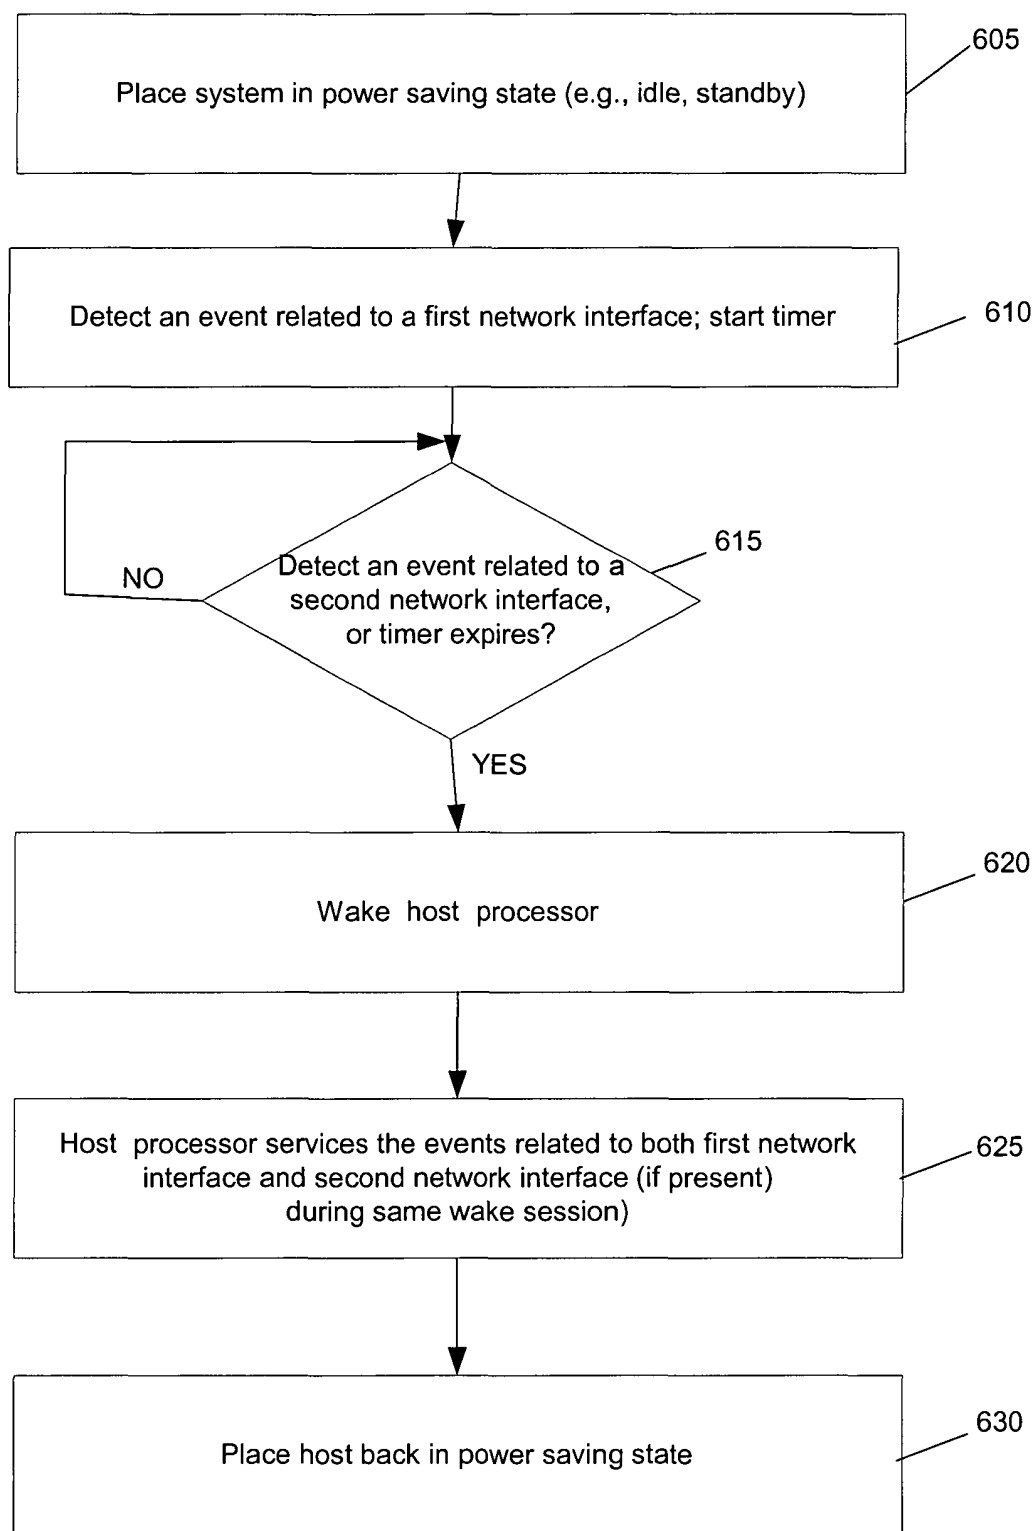 605
Place system in power saving state (e.g., idle, standby)
Detect an event related to a first network interface; start timer
610
615
Detect an event related to a
second network interface,
or timer expires?
NO
YES
620
Wake host processor
Host processor services the events related to both first network
interface and second network interface (if present)
during same wake session)
625
630
Place host back in power saving state